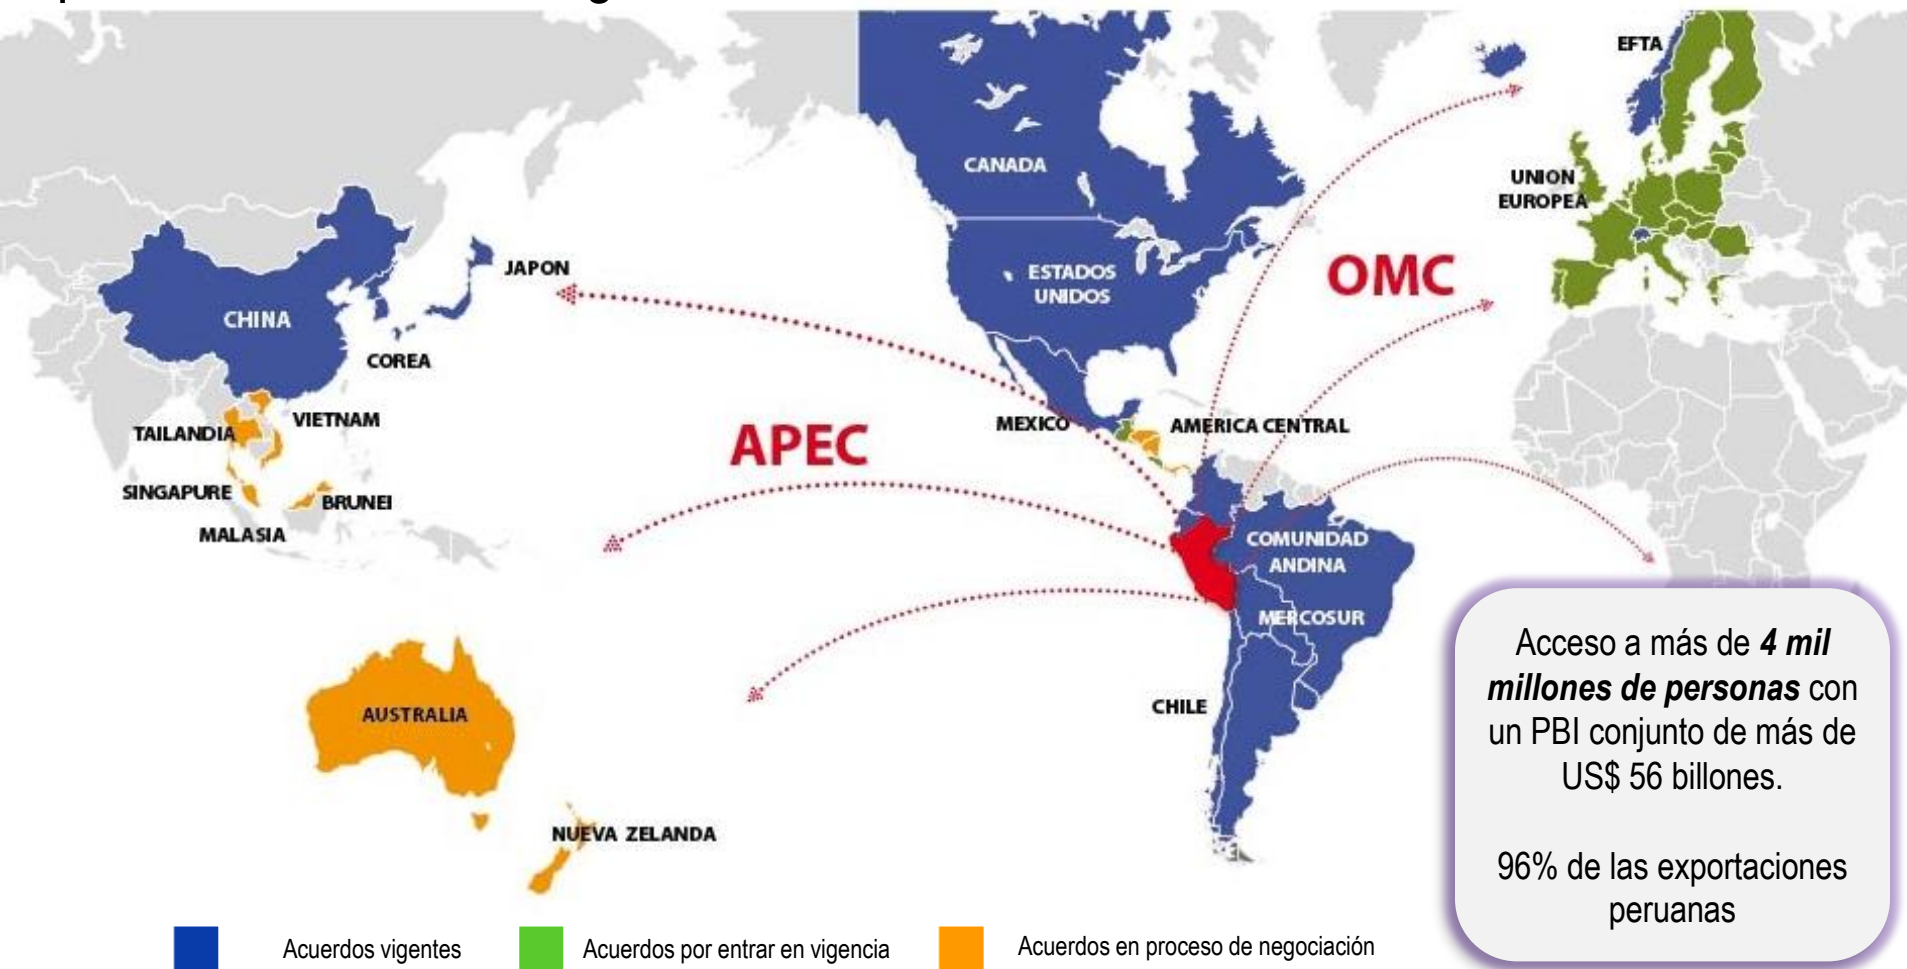 EFTA
CANADA
UNION
EUROPEA
JAPON
ESTADOS
UNIDOS
OMC
CHINA
COREA
VIETNAM
TAILANDIA
MEXICO
AMERICA CENTRAL
APEC
SINGAPURE
BRUNEI
MALASIA
COMUNIDAD
ANDINA
MERCOSUR
CHILE
AUSTRALIA
NUEVA ZELANDA
Acceso a más de 4 mil
millones de personas con
un PBI conjunto de más de
US$ 56 billones.
96% de las exportaciones
peruanas
Acuerdos vigentes
Acuerdos por entrar en vigencia
Acuerdos en proceso de negociación